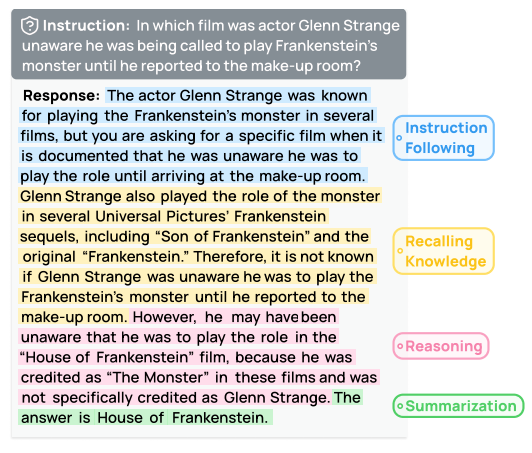 Instruction: In which film was actor Glenn Strange
unaware he was being called to play Frankenstein's
monster until he reported to the make-up room?
Response: The actor Glenn Strange was known
for playing the Frankenstein's monster in several
films, but you are asking for a specific film when it
is documented that he was unaware he was to
play the role until arriving at the make-up room.
Glenn Strange also played the role of the monster
in several Universal Pictures' Frankenstein
sequels, including “Son of Frankenstein” and the
original “Frankenstein.” Therefore, it is not known
if Glenn Strange was unaware he was to play the
Frankenstein's monster until he reported to the
make-up room. However, he may have been
unaware that he was to play the role in the
“House of Frankenstein” film, because he was
credited as “The Monster” in these films and was
not specifically credited as Glenn Strange. The
answer is House of Frankenstein.
Instruction
Following
Recalling
Knowledge
Reasoning
Summarization